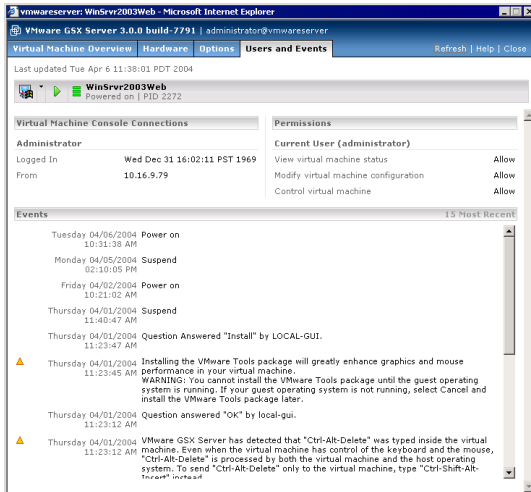 vmwareserver: WinSrvr2003Web - Microsoft Internet Explorer
VMware GSX Server 3.0.0 build-7791 | administrator@vmwareserver
Virtual Machine Overview Hardware Options Users and Events Refresh | Help | Close
Last updated Tue Apr 6 11:38:01 PDT 2004
WinSrvr2003Web
Powered on | PID 2272
Virtual Machine Console Connections
Administrator
Logged In Wed Dec 31 16:02:11 PST 1969
From 10.16.9.79
Permissions
Current User (administrator)
View virtual machine status Allow
Modify virtual machine configuration Allow
Control virtual machine Allow
Events 15 Most Recent
Tuesday 04/06/2004 Power on
10:31:38 AM
Monday 04/05/2004 Suspend
02:10:05 PM
Friday 04/02/2004 Power on
10:21:02 AM
Thursday 04/01/2004 Suspend
11:40:47 AM
Thursday 04/01/2004 Question Answered "Install" by LOCAL-GUI.
11:23:47 AM
Thursday 04/01/2004 Installing the VMware Tools package will greatly enhance graphics and mouse
11:23:45 AM performance in your virtual machine.
WARNING: You cannot install the VMware Tools package until the guest operating
system is running. If your guest operating system is not running, select Cancel and
install the VMware Tools package later.
Thursday 04/01/2004 Question answered "OK" by local-gui.
11:23:12 AM
Thursday 04/01/2004 VMware GSX Server has detected that "Ctrl-Alt-Delete" was typed inside the virtual
11:23:12 AM machine. Even when the virtual machine has control of the keyboard and the mouse,
"Ctrl-Alt-Delete" is processed by both the virtual machine and the host operating
system. To send "Ctrl-Alt-Delete" only to the virtual machine, type "Ctrl-Shift-Alt-
Insert" instead